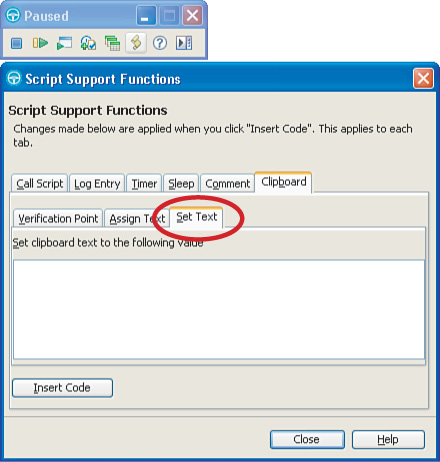 Paused
Script Support Functions
Script Support Functions
Changes made below are applied when you click "Insert Code". This applies to each
tab.
Call Script Log Entry Timer Sleep Comment Clipboard
Verification Point Assign Text Set Text
Set clipboard text to the following value
Insert Code
Close Help